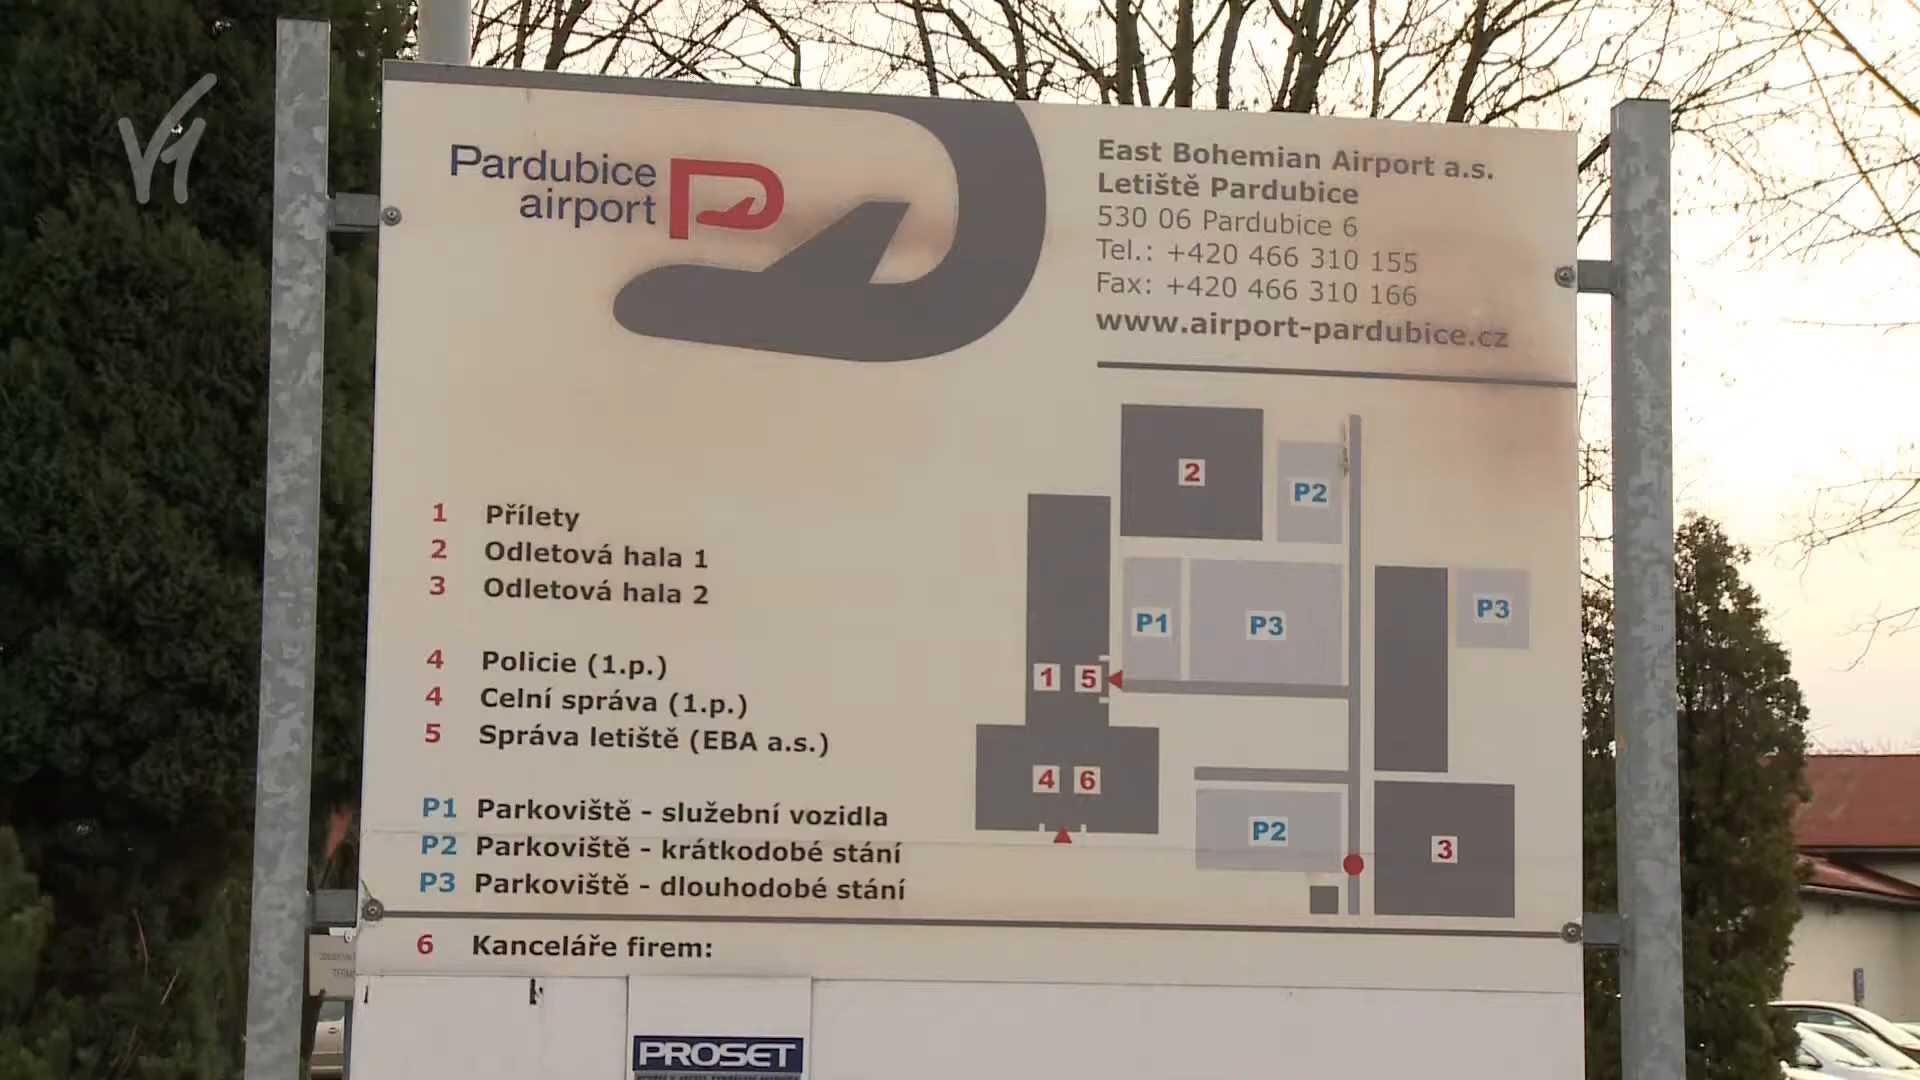 V1
Pardubice
airport
East Bohemian Airport a.s.
Letiště Pardubice
530 06 Pardubice 6
Tel.: +420 466 310 155
Fax: +420 466 310 166
www.airport-pardubice.cz
1 Přílety
2 Odletová hala 1
3 Odletová hala 2
4 Policie (1.p.)
4 Celní správa (1.p.)
5 Správa letiště (EBA a.s.)
P1 Parkoviště - služební vozidla
P2 Parkoviště - krátkodobé stání
P3 Parkoviště - dlouhodobé stání
2
P2
P1
P3
P3
1 5
4 6
P2
3
6 Kanceláře firem:
PROSET